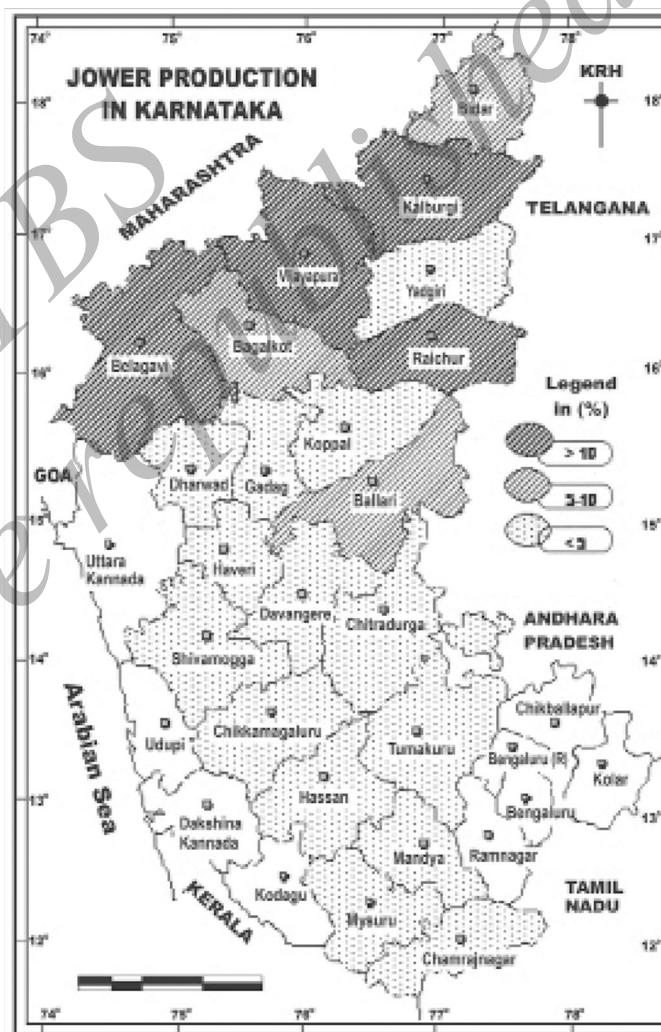 74°
75°
76°
77°
78°
JOWER PRODUCTION
IN KARNATAKA
KRH
18°
18°
Bidar
MAHARASHTRA
Kalburgi
TELANGANA
17°
17°
Vijayapura
Yadgiri
Bagalkot
Raichur
Belagavi
16°
16°
Legend
in (%)
Koppal
> 10
GOA
Dharwad
Gadag
Ballari
5-10
15°
15°
< 5
Uttara
Kannada
Haveri
Davangere
Chitradurga
ANDHARA
PRADESH
Shivamogga
14°
14°
Arabian Sea
Chikballapur
Udupi
Chikkamagaluru
Tumakuru
Bengaluru (R)
Kolar
Hassan
Bengaluru
13°
13°
Dakshina
Kannada
Mandya
Ramnagar
KERALA
Kodagu
Mysuru
TAMIL
NADU
12°
12°
Chamrajnagar
74°
75°
76°
77°
78°
BS
republished